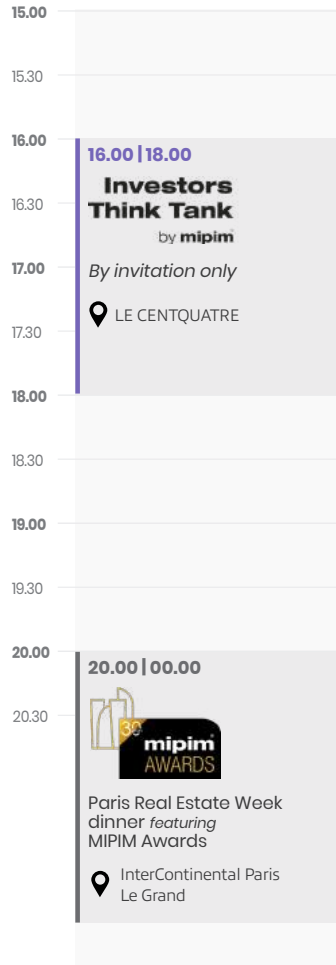 15.00
15.30
16.00
16.00 | 18.00
Investors
16.30
Think Tank
by mipim
17.00
By invitation only
LE CENTQUATRE
17.30
18.00
18.30
19.00
19.30
20.00
20.00 | 00.00
20.30
30
mipim
AWARDS
Paris Real Estate Week
dinner featuring
MIPIM Awards
InterContinental Paris
Le Grand